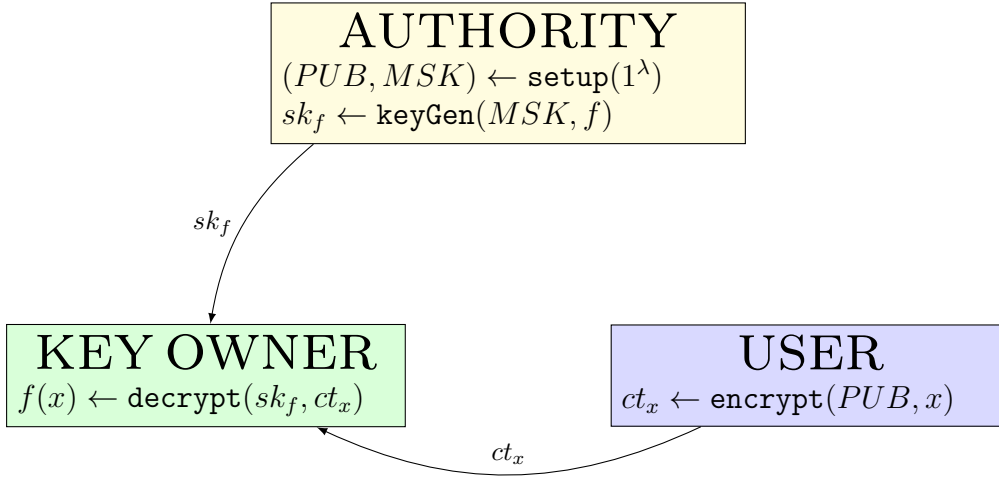 AUTHORITY
(PUB, MSK) ← setup(1^λ)
sk_f ← keyGen(MSK, f)
sk_f
KEY OWNER
f(x) ← decrypt(sk_f, ct_x)
USER
ct_x ← encrypt(PUB, x)
ct_x